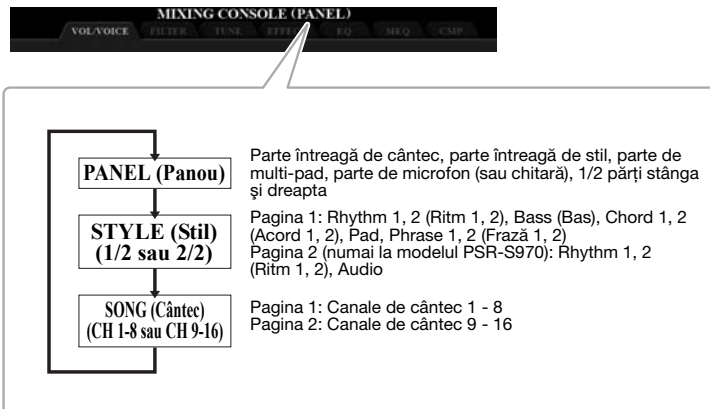 MIXING CONSOLE (PANEL)
VOL/VOICE FILTER TUNE EFFECT EQ MEQ CMP
PANEL (Panou)
Parte întreagă de cântec, parte întreagă de stil, parte de
multi-pad, parte de microfon (sau chitară), 1/2 părți stânga
şi dreapta
STYLE (Stil)
(1/2 sau 2/2)
Pagina 1: Rhythm 1, 2 (Ritm 1, 2), Bass (Bas), Chord 1, 2
(Acord 1, 2), Pad, Phrase 1, 2 (Frază 1, 2)
Pagina 2 (numai la modelul PSR-S970): Rhythm 1, 2
(Ritm 1, 2), Audio
SONG (Cântec)
(CH 1-8 sau CH 9-16)
Pagina 1: Canale de cântec 1 - 8
Pagina 2: Canale de cântec 9 - 16